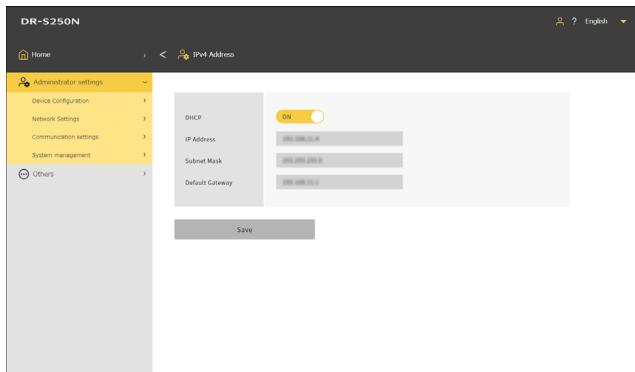 DR-S250N
? English
Home
IPv4 Address
Administrator settings
Device Configuration
Network Settings
Communication settings
System management
Others
DHCP
ON
IP Address
Subnet Mask
Default Gateway
Save